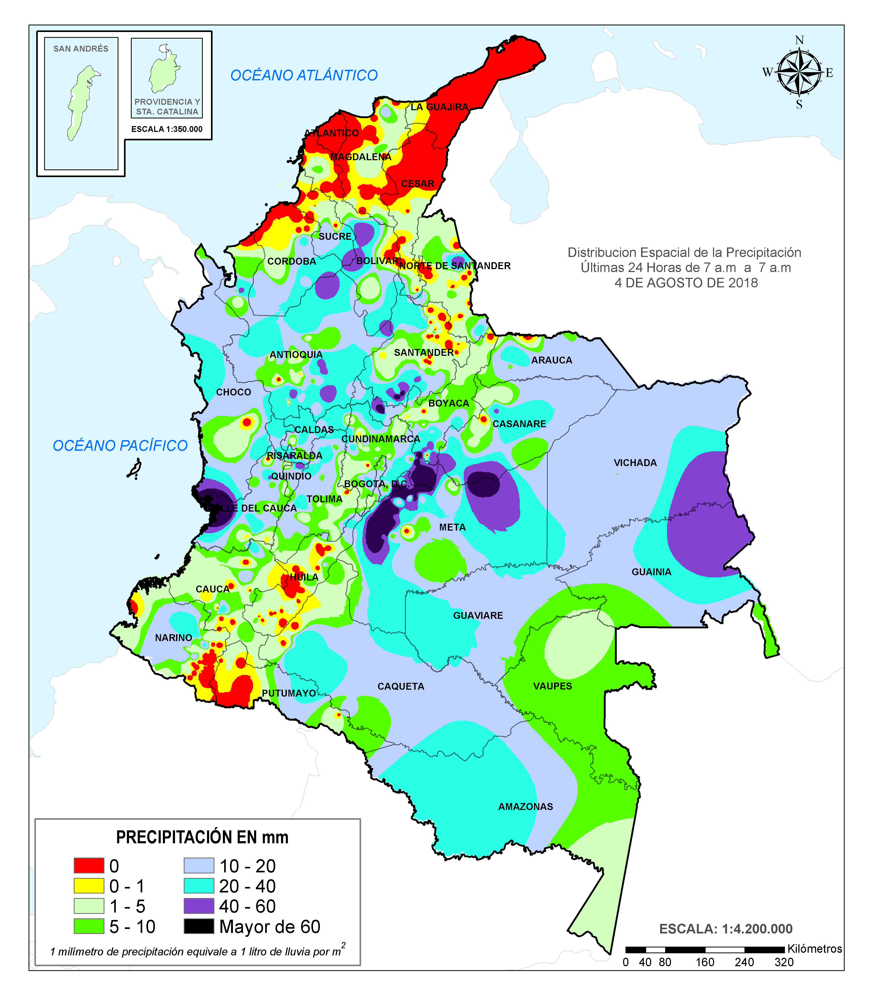 SAN ANDRÉS
PROVIDENCIA Y
STA. CATALINA
ESCALA 1:350.000
OCÉANO ATLÁNTICO
N
W
E
S
LA GUAJIRA
ATLANTICO
MAGDALENA
CESAR
SUCRE
CORDOBA
BOLIVAR
NORTE DE SANTANDER
Distribucion Espacial de la Precipitación
Últimas 24 Horas de 7 a.m a 7 a.m
4 DE AGOSTO DE 2018
ANTIOQUIA
SANTANDER
ARAUCA
CHOCO
BOYACA
CASANARE
CALDAS
CUNDINAMARCA
OCÉANO PACÍFICO
RISARALDA
VICHADA
QUINDIO
BOGOTA, D.C.
TOLIMA
LLE DEL CAUCA
META
HUILA
GUAINIA
CAUCA
GUAVIARE
NARINO
CAQUETA
VAUPES
PUTUMAYO
AMAZONAS
PRECIPITACIÓN EN mm
0
0 - 1
1 - 5
5 - 10
10 - 20
20 - 40
40 - 60
Mayor de 60
1 milímetro de precipitación equivale a 1 litro de lluvia por m2
ESCALA: 1:4.200.000
Kilómetros
0 40 80 160 240 320